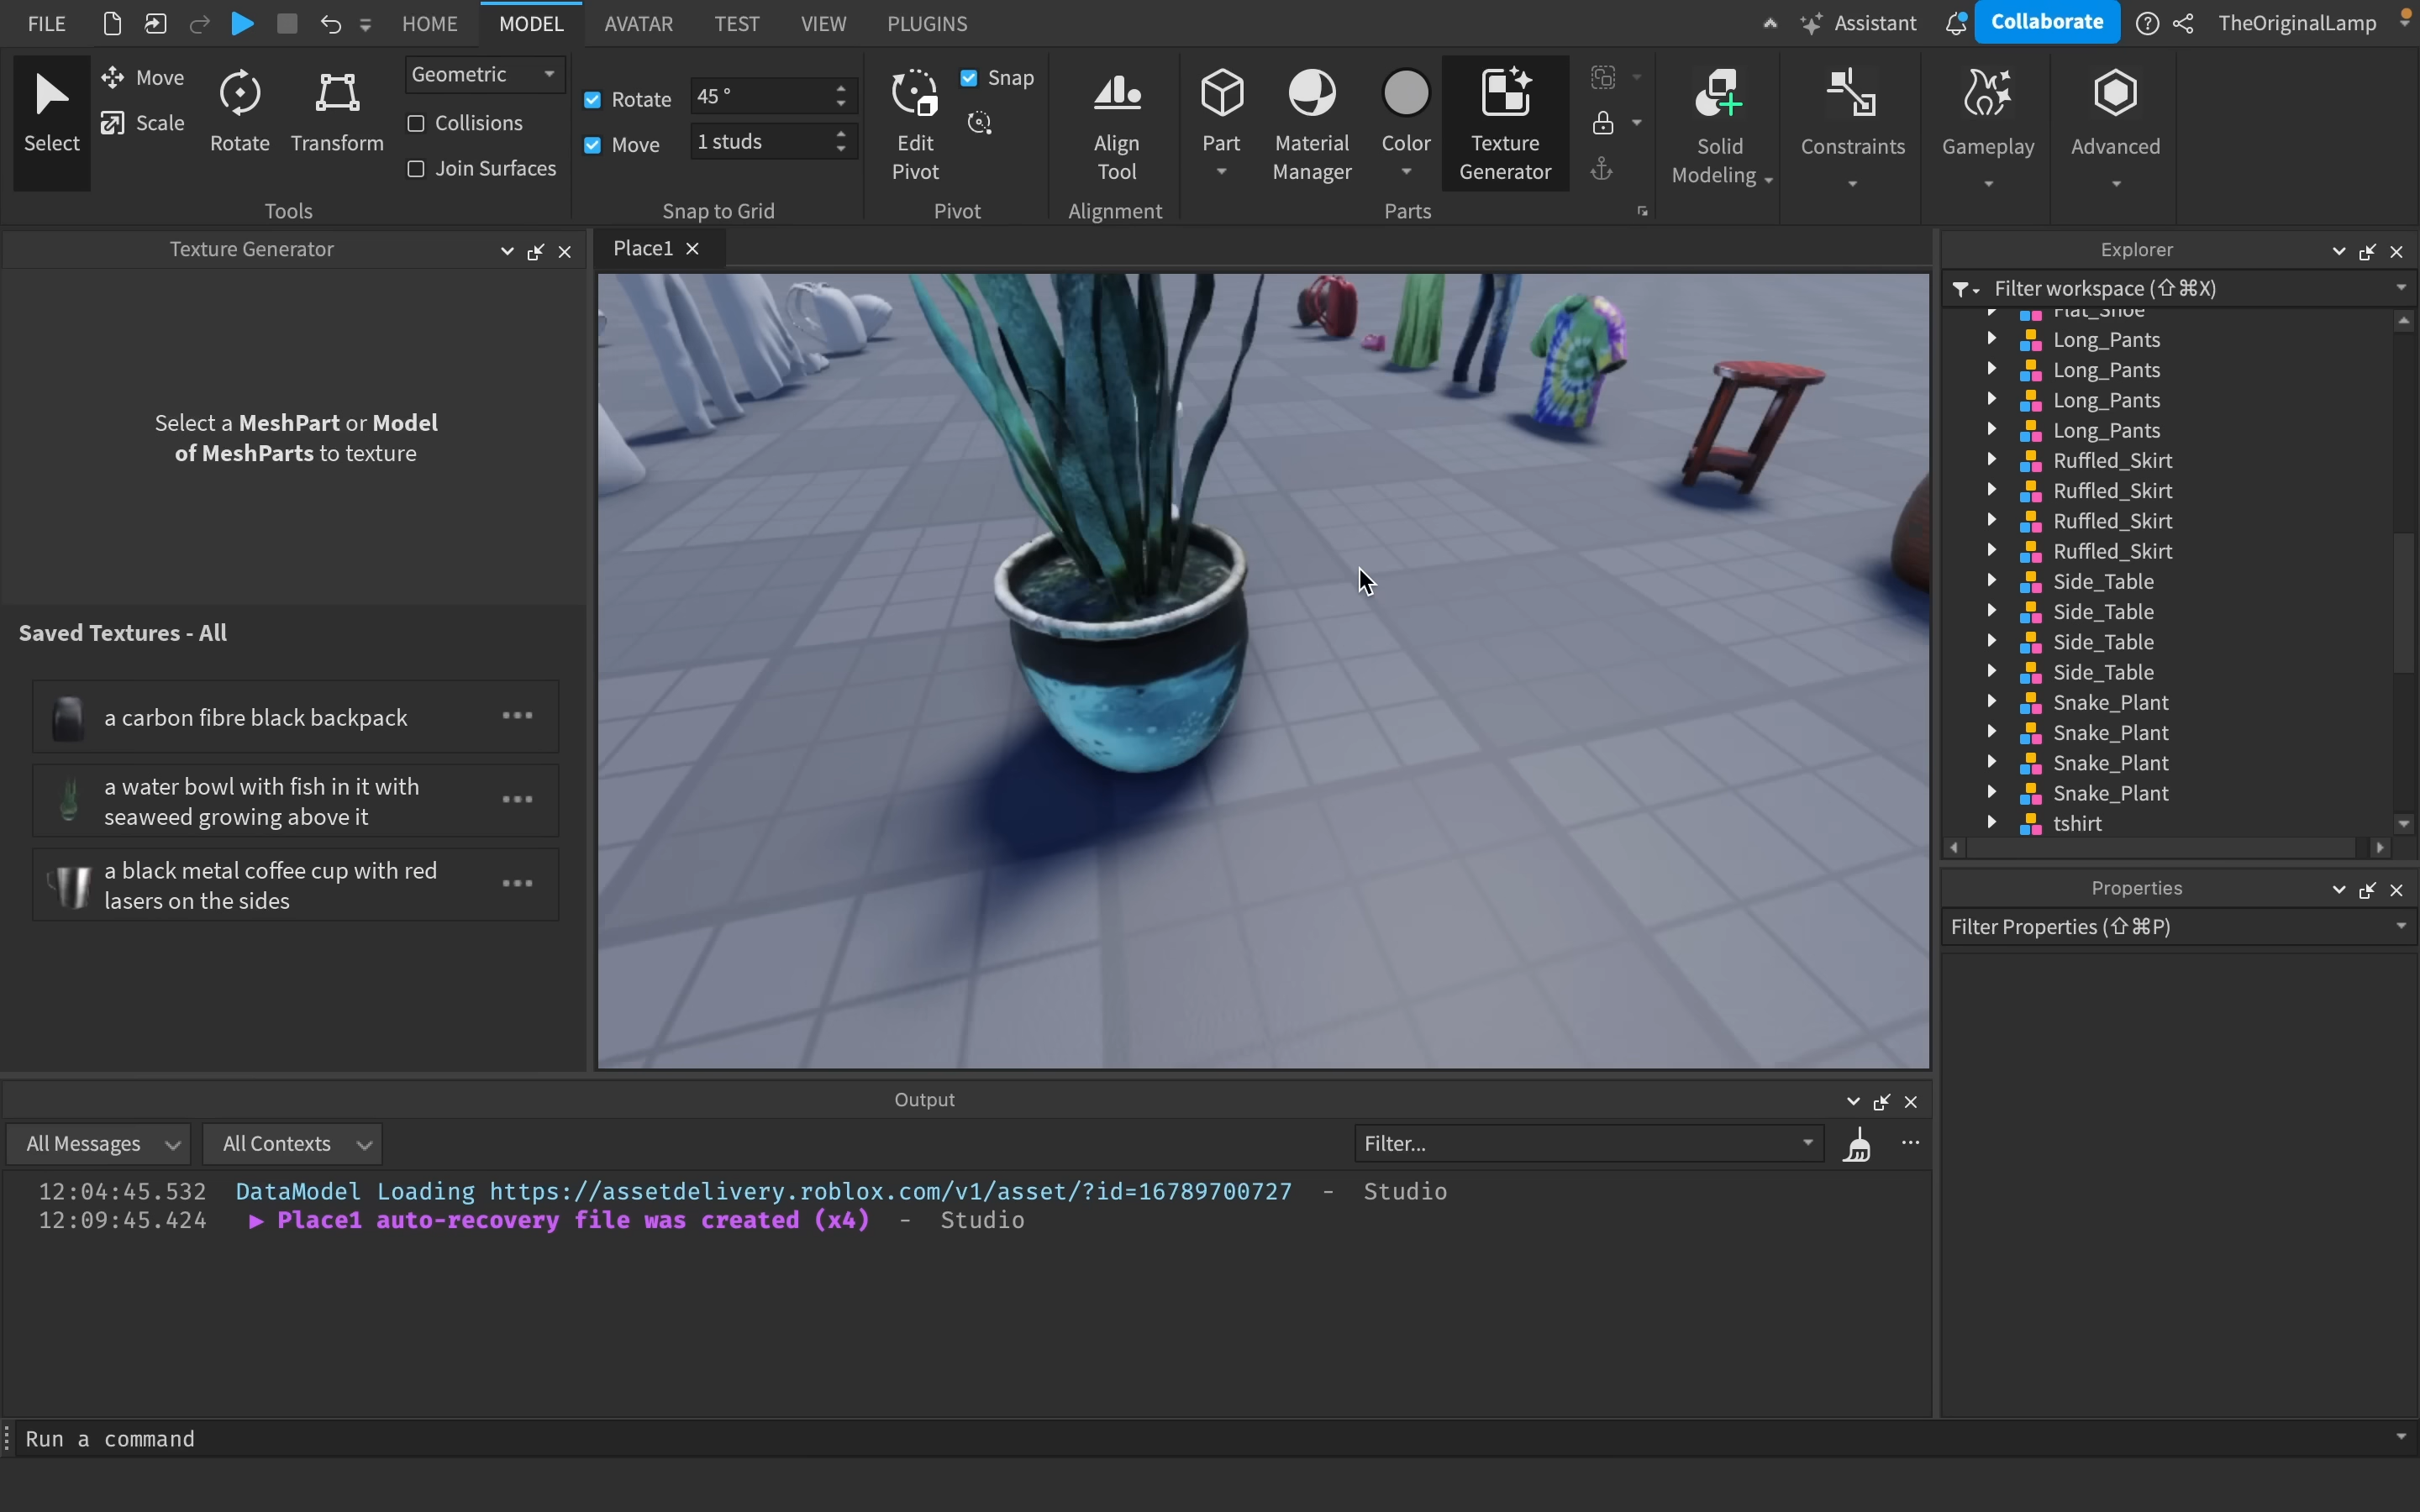 FILE HOME MODEL AVATAR TEST VIEW PLUGINS Assistant Collaborate TheOriginalLamp
Select
Move
Scale
Rotate
Transform
Geometric
Collisions
Join Surfaces
Tools
Rotate 45 °
Move 1 studs
Snap to Grid
Edit
Pivot
Snap
Pivot
Align
Tool
Alignment
Part
Material
Manager
Color
Texture
Generator
Parts
Solid
Modeling
Constraints
Gameplay
Advanced
Texture Generator
Select a MeshPart or Model
of MeshParts to texture
Saved Textures - All
a carbon fibre black backpack
a water bowl with fish in it with
seaweed growing above it
a black metal coffee cup with red
lasers on the sides
Place1
Explorer
Filter workspace (⇧⌘X)
Flat_Shoe
Long_Pants
Long_Pants
Long_Pants
Long_Pants
Ruffled_Skirt
Ruffled_Skirt
Ruffled_Skirt
Ruffled_Skirt
Side_Table
Side_Table
Side_Table
Side_Table
Snake_Plant
Snake_Plant
Snake_Plant
Snake_Plant
tshirt
Properties
Filter Properties (⇧⌘P)
Output
All Messages All Contexts Filter...
12:04:45.532 DataModel Loading https://assetdelivery.roblox.com/v1/asset/?id=16789700727 - Studio
12:09:45.424 ▶ Place1 auto-recovery file was created (x4) - Studio
Run a command